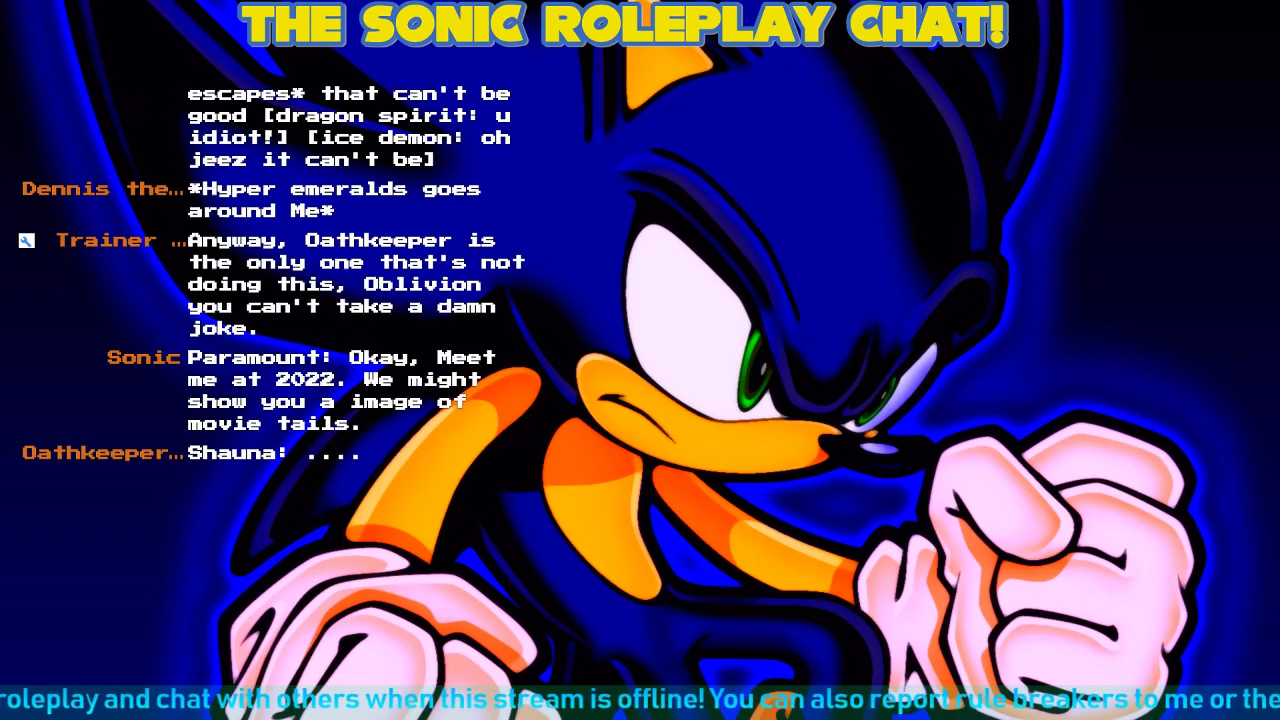 THE SONIC ROLEPLAY CHAT!
escapes* that can't be
good [dragon spirit: u
idiot!] [ice demon: oh
jeez it can't be]
Dennis the... *Hyper emeralds goes
around Me*
Trainer ... Anyway, Oathkeeper is
the only one that's not
doing this, Oblivion
you can't take a damn
joke.
Sonic Paramount: Okay, Meet
me at 2022. We might
show you a image of
movie tails.
Oathkeeper... Shauna: ....
roleplay and chat with others when this stream is offline! You can also report rule breakers to me or the